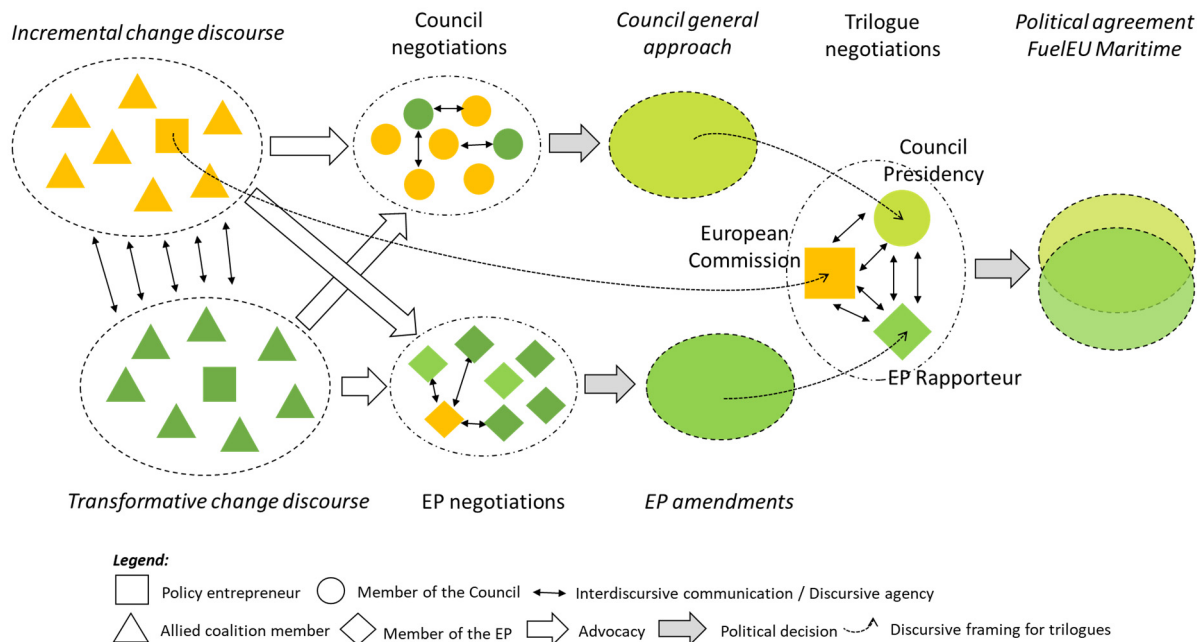 Incremental change discourse
Council
negotiations
Council general
approach
Trilogue
negotiations
Political agreement
FuelEU Maritime
Council
Presidency
European
Commission
EP Rapporteur
Transformative change discourse
EP negotiations
EP amendments
Legend:
Policy entrepreneur
Member of the Council
Interdiscursive communication / Discursive agency
Allied coalition member
Member of the EP
Advocacy
Political decision
Discursive framing for trilogues